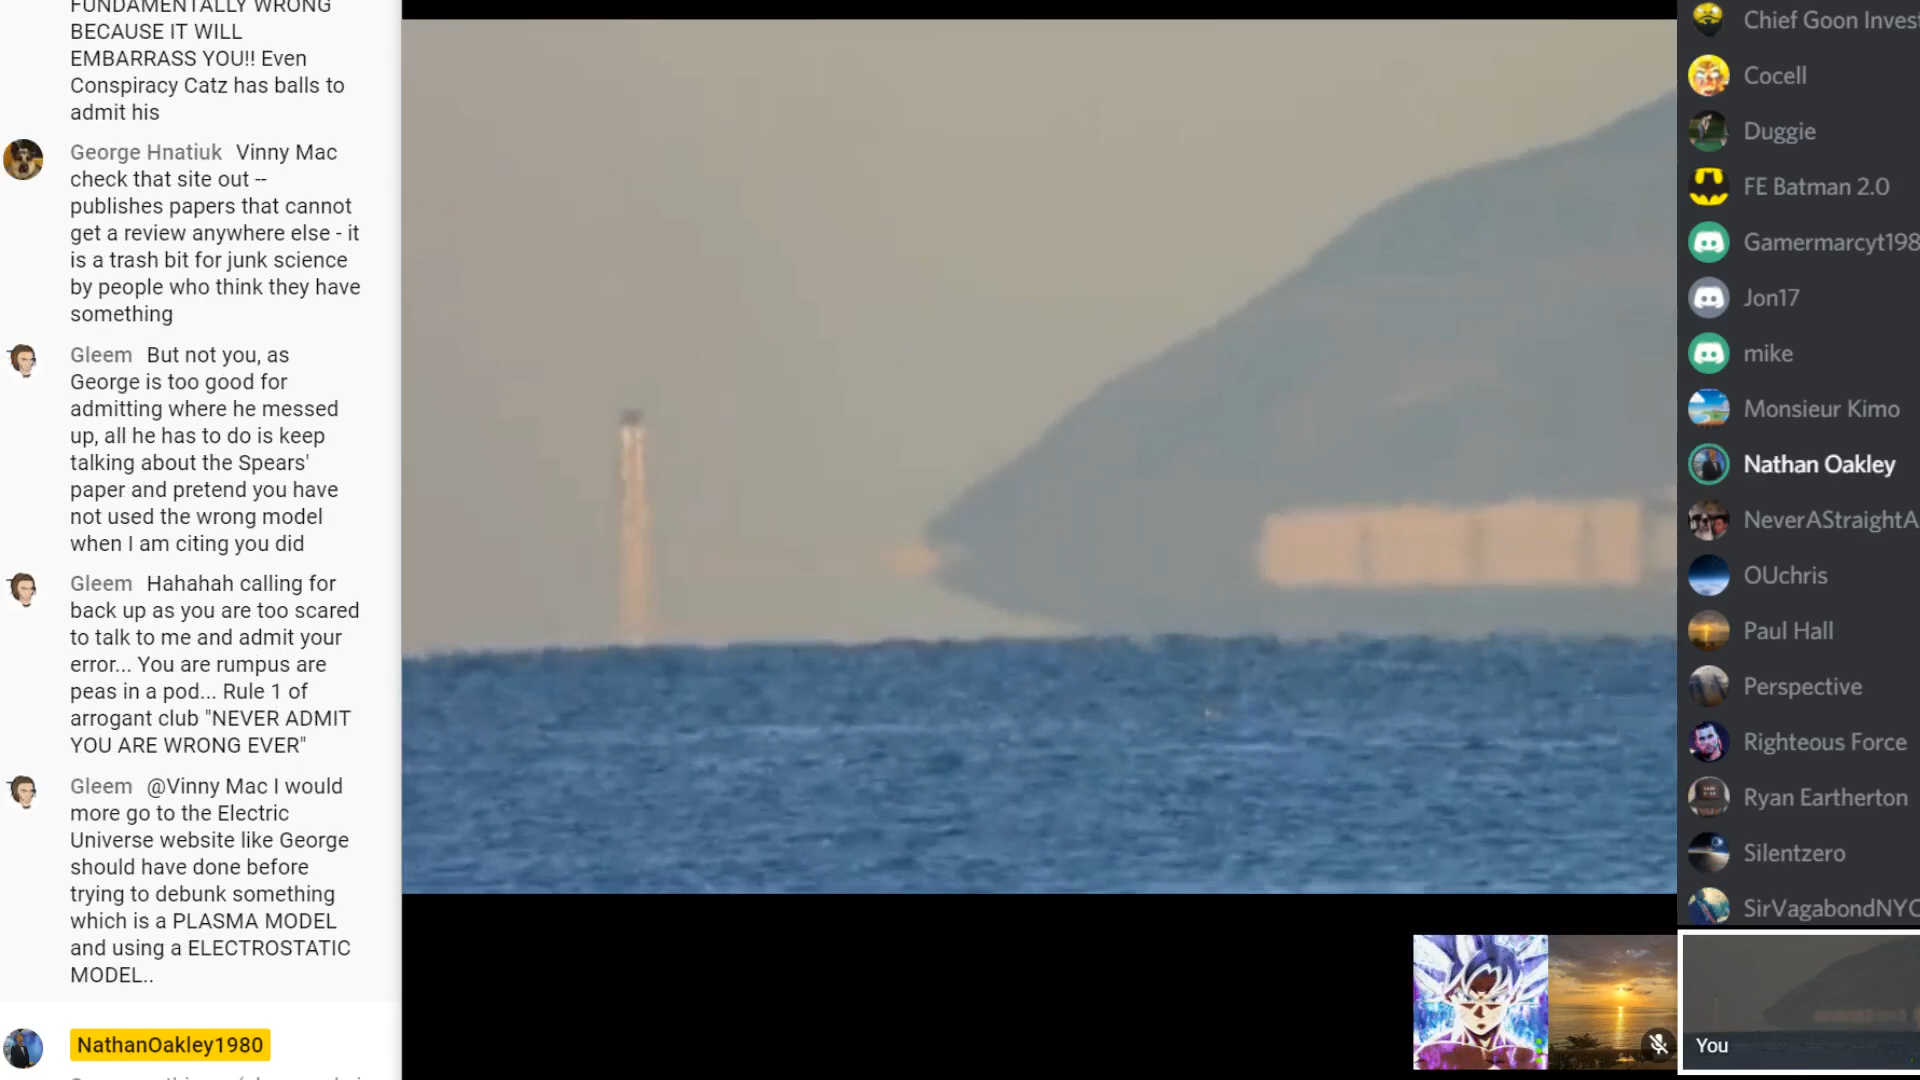 FUNDAMENTALLY WRONG
BECAUSE IT WILL
EMBARRASS YOU!! Even
Conspiracy Catz has balls to
admit his
George Hnatiuk Vinny Mac
check that site out --
publishes papers that cannot
get a review anywhere else - it
is a trash bit for junk science
by people who think they have
something
Gleem But not you, as
George is too good for
admitting where he messed
up, all he has to do is keep
talking about the Spears'
paper and pretend you have
not used the wrong model
when I am citing you did
Gleem Hahahah calling for
back up as you are too scared
to talk to me and admit your
error... You are rumpus are
peas in a pod... Rule 1 of
arrogant club "NEVER ADMIT
YOU ARE WRONG EVER"
Gleem @Vinny Mac I would
more go to the Electric
Universe website like George
should have done before
trying to debunk something
which is a PLASMA MODEL
and using a ELECTROSTATIC
MODEL..
NathanOakley1980
Chief Goon Invest
Cocell
Duggie
FE Batman 2.0
Gamermarcyt198
Jon17
mike
Monsieur Kimo
Nathan Oakley
NeverAStraightA
OUchris
Paul Hall
Perspective
Righteous Force
Ryan Eartherton
Silentzero
SirVagabondNYC
You